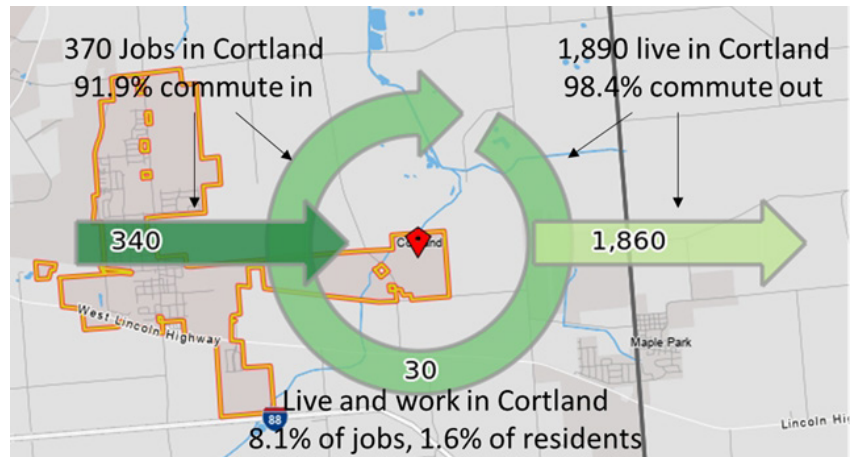 370 Jobs in Cortland
91.9% commute in
1,890 live in Cortland
98.4% commute out
340
Cortland
1,860
West Lincoln Highway
Maple Park
30
Live and work in Cortland
88
8.1% of jobs, 1.6% of residents